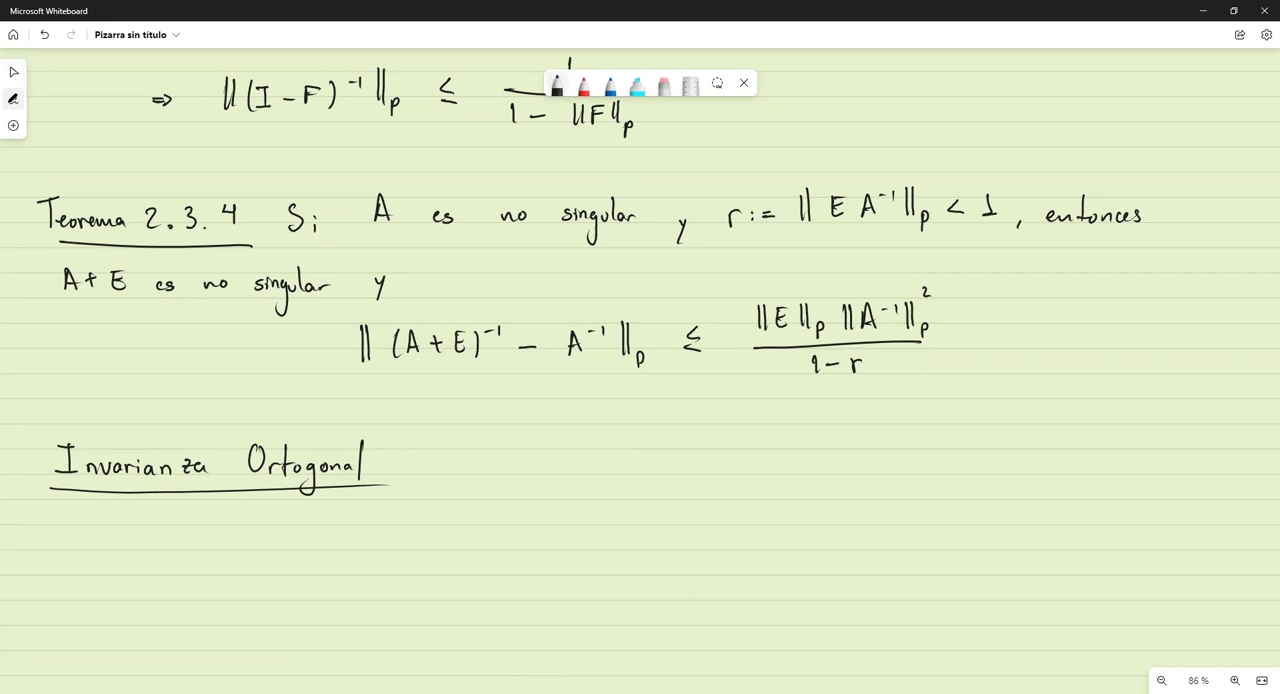 Microsoft Whiteboard
Pizarra sin título
⇒ ||(I - F)⁻¹||ₚ ≤ 1 / (1 - ||F||ₚ)
Teorema 2.3.4 Si A es no singular y r := || E A⁻¹||ₚ < 1, entonces
A + E es no singular y
|| (A + E)⁻¹ - A⁻¹||ₚ ≤ ||E||ₚ ||A⁻¹||ₚ² / (1 - r)
Invarianza Ortogonal
86 %